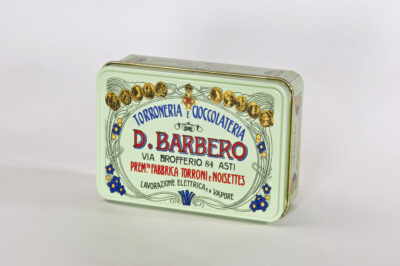 TORRONERIA E CIOCCOLATERIA
D. BARBERO
VIA BROFFERIO 84 ASTI
PREM.TA FABBRICA TORRONI E NOISETTES
LAVORAZIONE ELETTRICA E A VAPORE